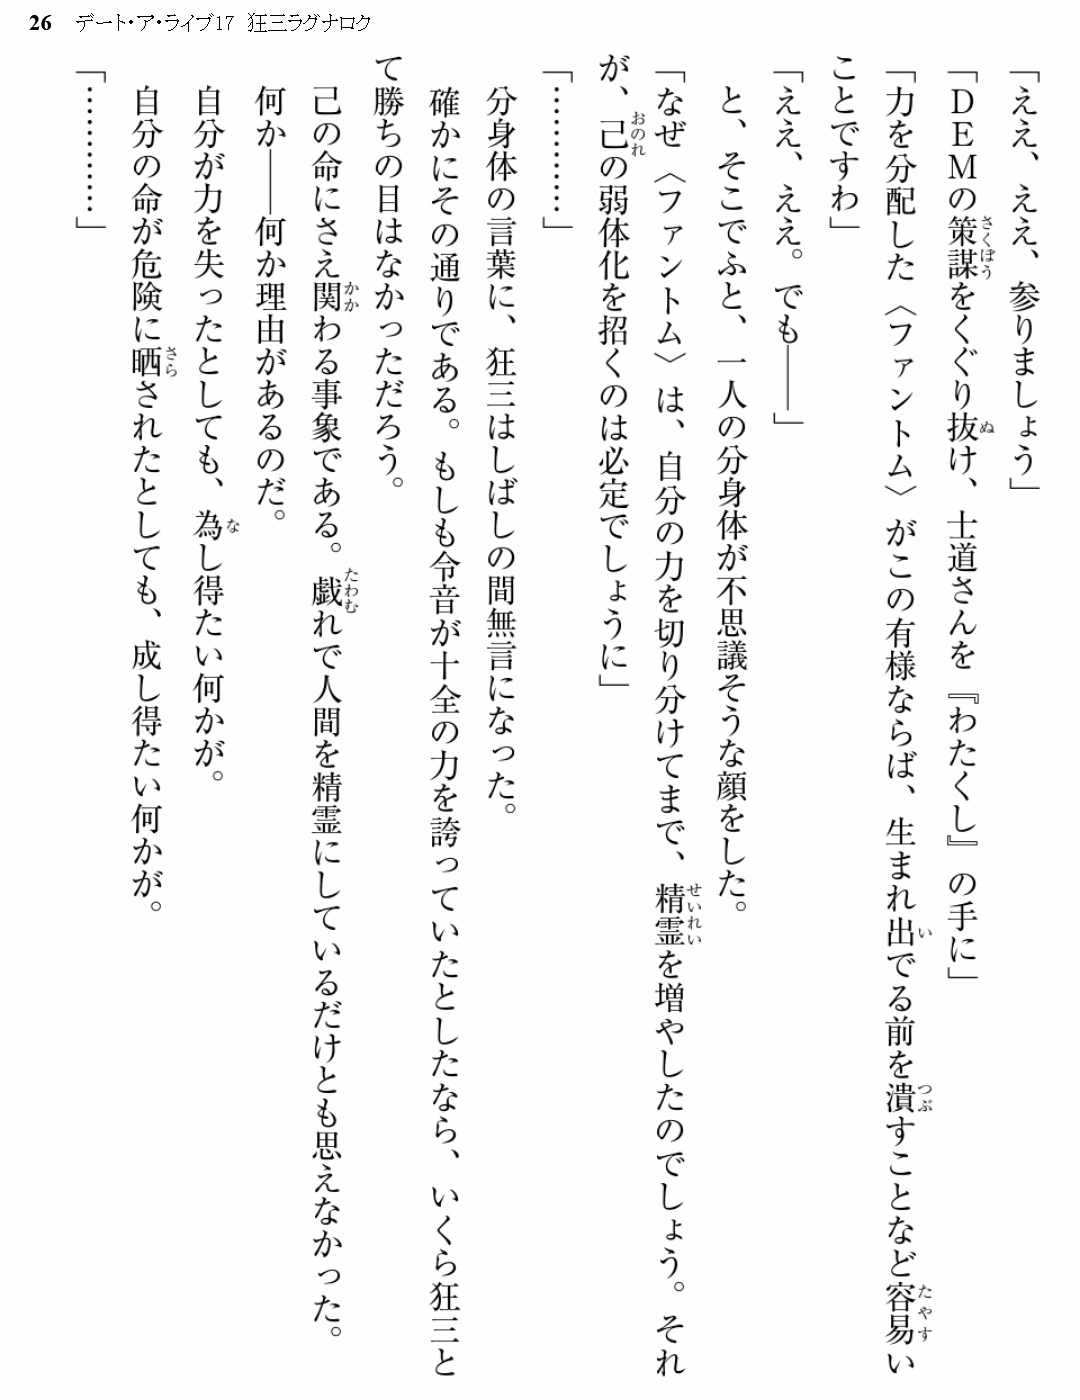 26 デート・ア・ライブ17 狂三ラグナロク
「ええ、ええ、参りましょう」
「DEMの策謀をくぐり抜け、士道さんを『わたくし』の手に」
「力を分配した〈ファントム〉がこの有様ならば、生まれ出でる前を潰すことなど容易い
ことですわ」
「ええ、ええ。でも――」
と、そこでふと、一人の分身体が不思議そうな顔をした。
「なぜ〈ファントム〉は、自分の力を切り分けてまで、精霊を増やしたのでしょう。それ
が、己の弱体化を招くのは必定でしょうに」
「…………」
分身体の言葉に、狂三はしばしの間無言になった。
確かにその通りである。もしも令音が十全の力を誇っていたとしたなら、いくら狂三と
て勝ちの目はなかっただろう。
己の命にさえ関わる事象である。戯れで人間を精霊にしているだけとも思えなかった。
何か――何か理由があるのだ。
自分が力を失ったとしても、為し得たい何かが。
自分の命が危険に晒されたとしても、成し得たい何かが。
「…………」